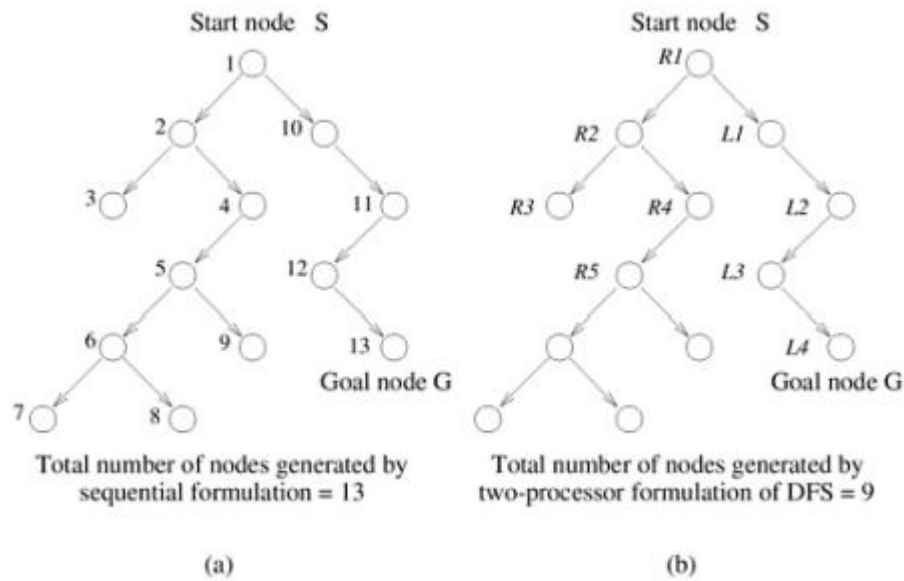 Start node S
1
2
10
3
4
11
5
12
6
9
13
Goal node G
7
8
Total number of nodes generated by
sequential formulation = 13
(a)
Start node S
R1
R2
L1
R3
R4
L2
R5
L3
L4
Goal node G
Total number of nodes generated by
two-processor formulation of DFS = 9
(b)